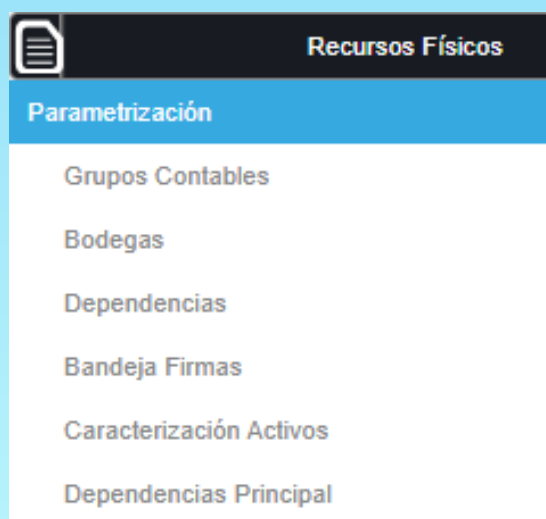 Recursos Físicos
Parametrización
Grupos Contables
Bodegas
Dependencias
Bandeja Firmas
Caracterización Activos
Dependencias Principal